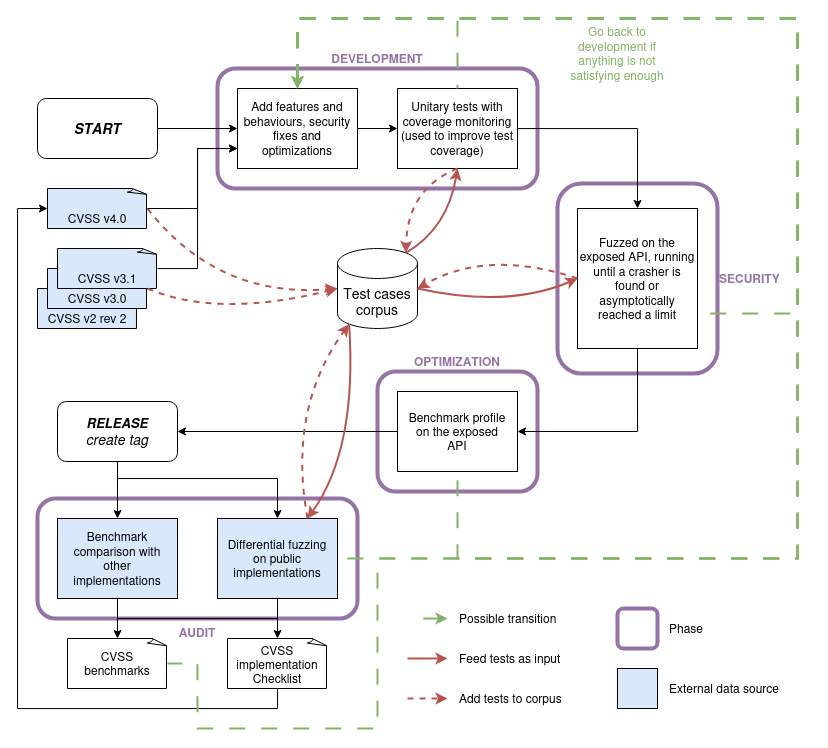 Go back to
development if
anything is not
satisfying enough
DEVELOPMENT
START
Add features and
behaviours, security
fixes and
optimizations
Unitary tests with
coverage monitoring
(used to improve test
coverage)
CVSS v4.0
CVSS v3.1
CVSS v3.0
CVSS v2 rev 2
Test cases
corpus
Fuzzed on the
exposed API, running
until a crasher is
found or
asymptotically
reached a limit
SECURITY
OPTIMIZATION
Benchmark profile
on the exposed
API
RELEASE
create tag
Benchmark
comparison with
other
implementations
Differential fuzzing
on public
implementations
AUDIT
CVSS
benchmarks
CVSS
implementation
Checklist
Possible transition
Feed tests as input
Add tests to corpus
Phase
External data source